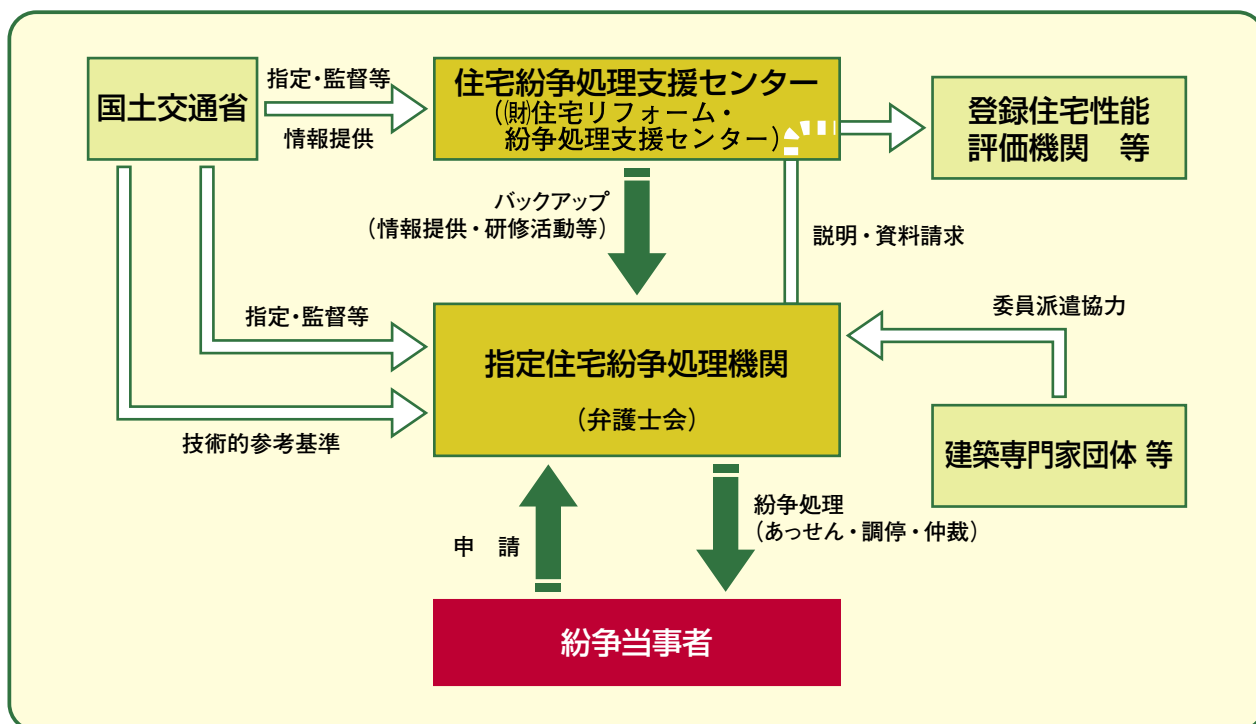 国土交通省
指定・監督等
情報提供
住宅紛争処理支援センター
(㈶住宅リフォーム・
紛争処理支援センター)
登録住宅性能
評価機関　等
バックアップ
(情報提供・研修活動等)
説明・資料請求
指定・監督等
技術的参考基準
指定住宅紛争処理機関
(弁護士会)
委員派遣協力
建築専門家団体 等
申　請
紛争処理
(あっせん・調停・仲裁)
紛争当事者